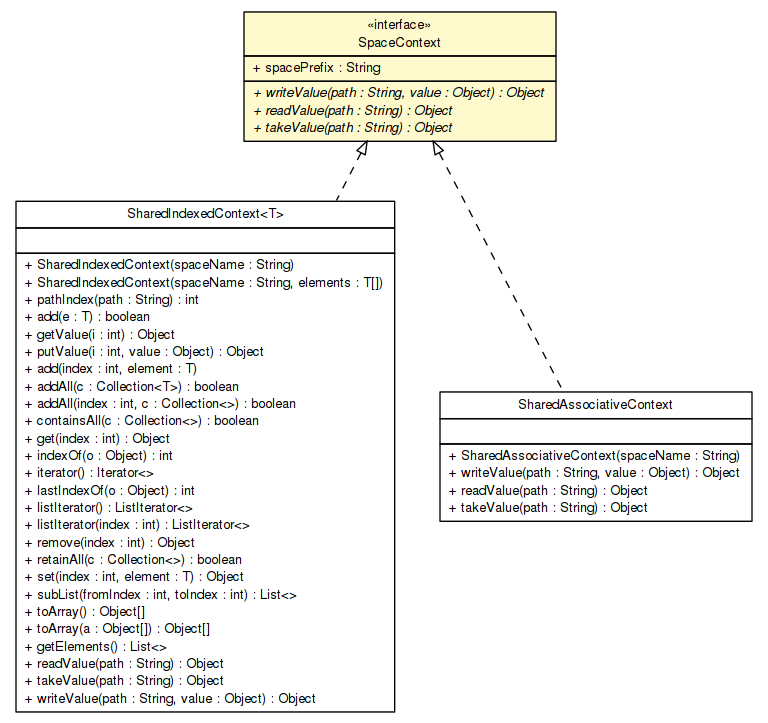 «interface»
SpaceContext
+ spacePrefix : String
+ writeValue(path : String, value : Object) : Object
+ readValue(path : String) : Object
+ takeValue(path : String) : Object
SharedIndexedContext<T>
+ SharedIndexedContext(spaceName : String)
+ SharedIndexedContext(spaceName : String, elements : T[])
+ pathIndex(path : String) : int
+ add(e : T) : boolean
+ getValue(i : int) : Object
+ putValue(i : int, value : Object) : Object
+ add(index : int, element : T)
+ addAll(c : Collection<T>) : boolean
+ addAll(index : int, c : Collection<>) : boolean
+ containsAll(c : Collection<>) : boolean
+ get(index : int) : Object
+ indexOf(o : Object) : int
+ iterator() : Iterator<>
+ lastIndexOf(o : Object) : int
+ listIterator() : ListIterator<>
+ listIterator(index : int) : ListIterator<>
+ remove(index : int) : Object
+ retainAll(c : Collection<>) : boolean
+ set(index : int, element : T) : Object
+ subList(fromIndex : int, toIndex : int) : List<>
+ toArray() : Object[]
+ toArray(a : Object[]) : Object[]
+ getElements() : List<>
+ readValue(path : String) : Object
+ takeValue(path : String) : Object
+ writeValue(path : String, value : Object) : Object
SharedAssociativeContext
+ SharedAssociativeContext(spaceName : String)
+ writeValue(path : String, value : Object) : Object
+ readValue(path : String) : Object
+ takeValue(path : String) : Object